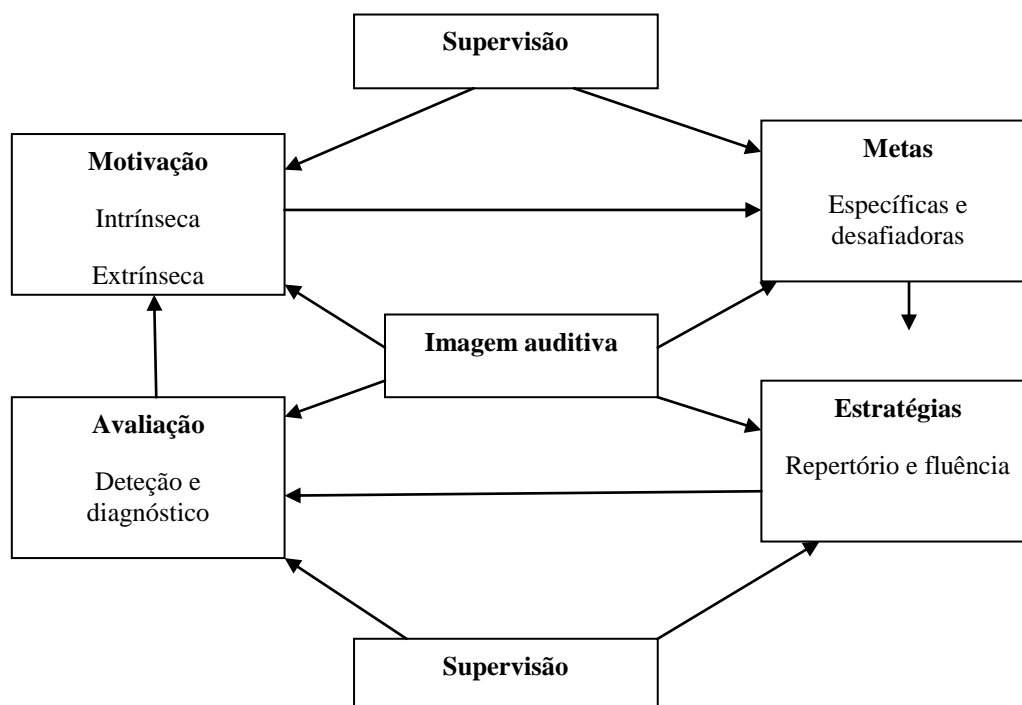 Supervisão
Motivação
Intrínseca
Extrínseca
Metas
Específicas e
desafiadoras
Imagem auditiva
Avaliação
Deteção e
diagnóstico
Estratégias
Repertório e fluência
Supervisão